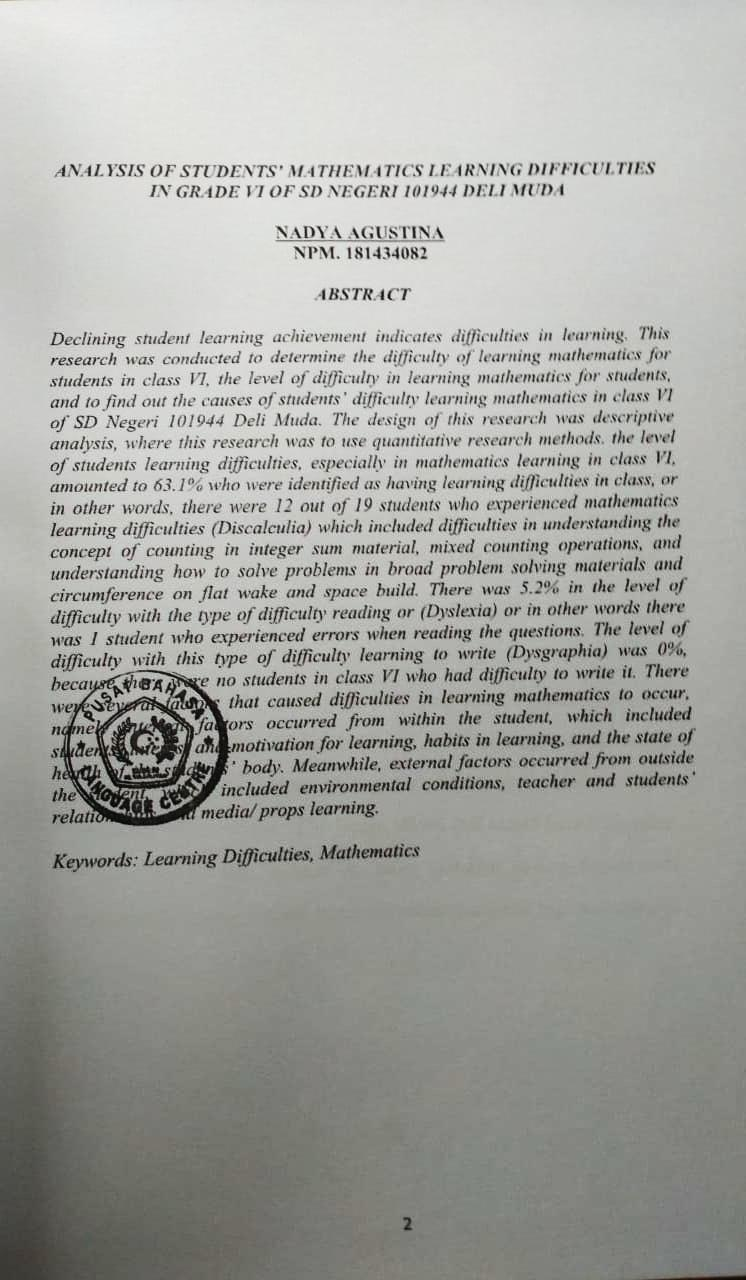 ANALYSIS OF STUDENTS' MATHEMATICS LEARNING DIFFICULTIES
IN GRADE VI OF SD NEGERI 101944 DELI MUDA
NADYA AGUSTINA
NPM. 181434082
ABSTRACT
Declining student learning achievement indicates difficulties in learning. This
research was conducted to determine the difficulty of learning mathematics for
students in class VI, the level of difficulty in learning mathematics for students,
and to find out the causes of students' difficulty learning mathematics in class VI
of SD Negeri 101944 Deli Muda. The design of this research was descriptive
analysis, where this research was to use quantitative research methods. the level
of students learning difficulties, especially in mathematics learning in class VI,
amounted to 63.1% who were identified as having learning difficulties in class, or
in other words, there were 12 out of 19 students who experienced mathematics
learning difficulties (Discalculia) which included difficulties in understanding the
concept of counting in integer sum material, mixed counting operations, and
understanding how to solve problems in broad problem solving materials and
circumference on flat wake and space build. There was 5.2% in the level of
difficulty with the type of difficulty reading or (Dyslexia) or in other words there
was 1 student who experienced errors when reading the questions. The level of
difficulty with this type of difficulty learning to write (Dysgraphia) was 0%,
because there were no students in class VI who had difficulty to write it. There
were several factors that caused difficulties in learning mathematics to occur,
namely factors occurred from within the student, which included
and motivation for learning, habits in learning, and the state of
body. Meanwhile, external factors occurred from outside
the included environmental conditions, teacher and students'
media/ props learning.
PUSAT BAHASA
LANGUAGE CENTRE
Keywords: Learning Difficulties, Mathematics
2